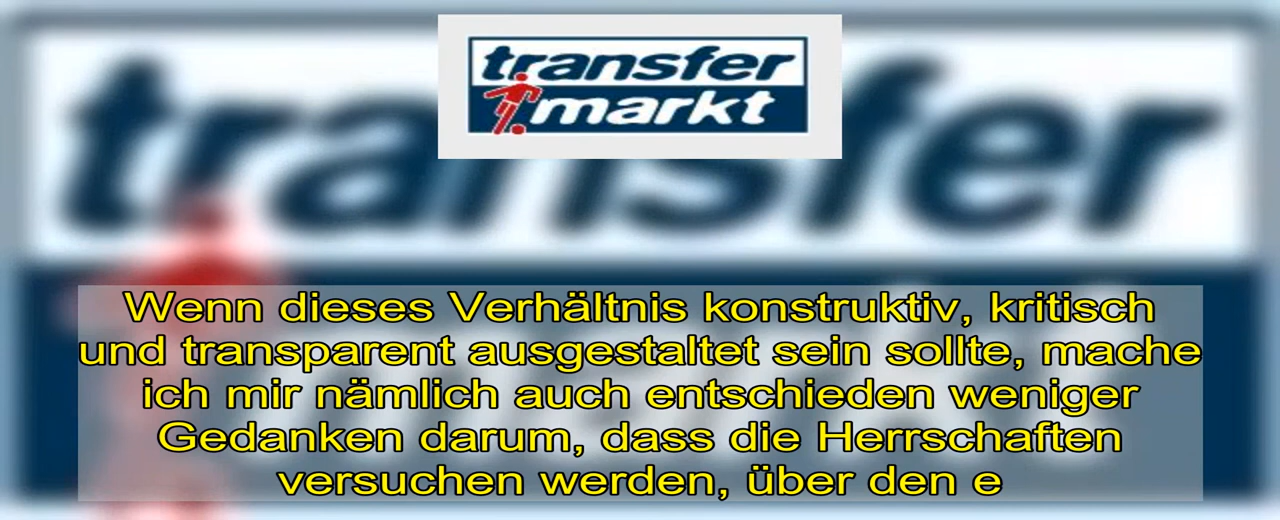 transfer
markt
Wenn dieses Verhältnis konstruktiv, kritisch
und transparent ausgestaltet sein sollte, mache
ich mir nämlich auch entschieden weniger
Gedanken darum, dass die Herrschaften
versuchen werden, über den e